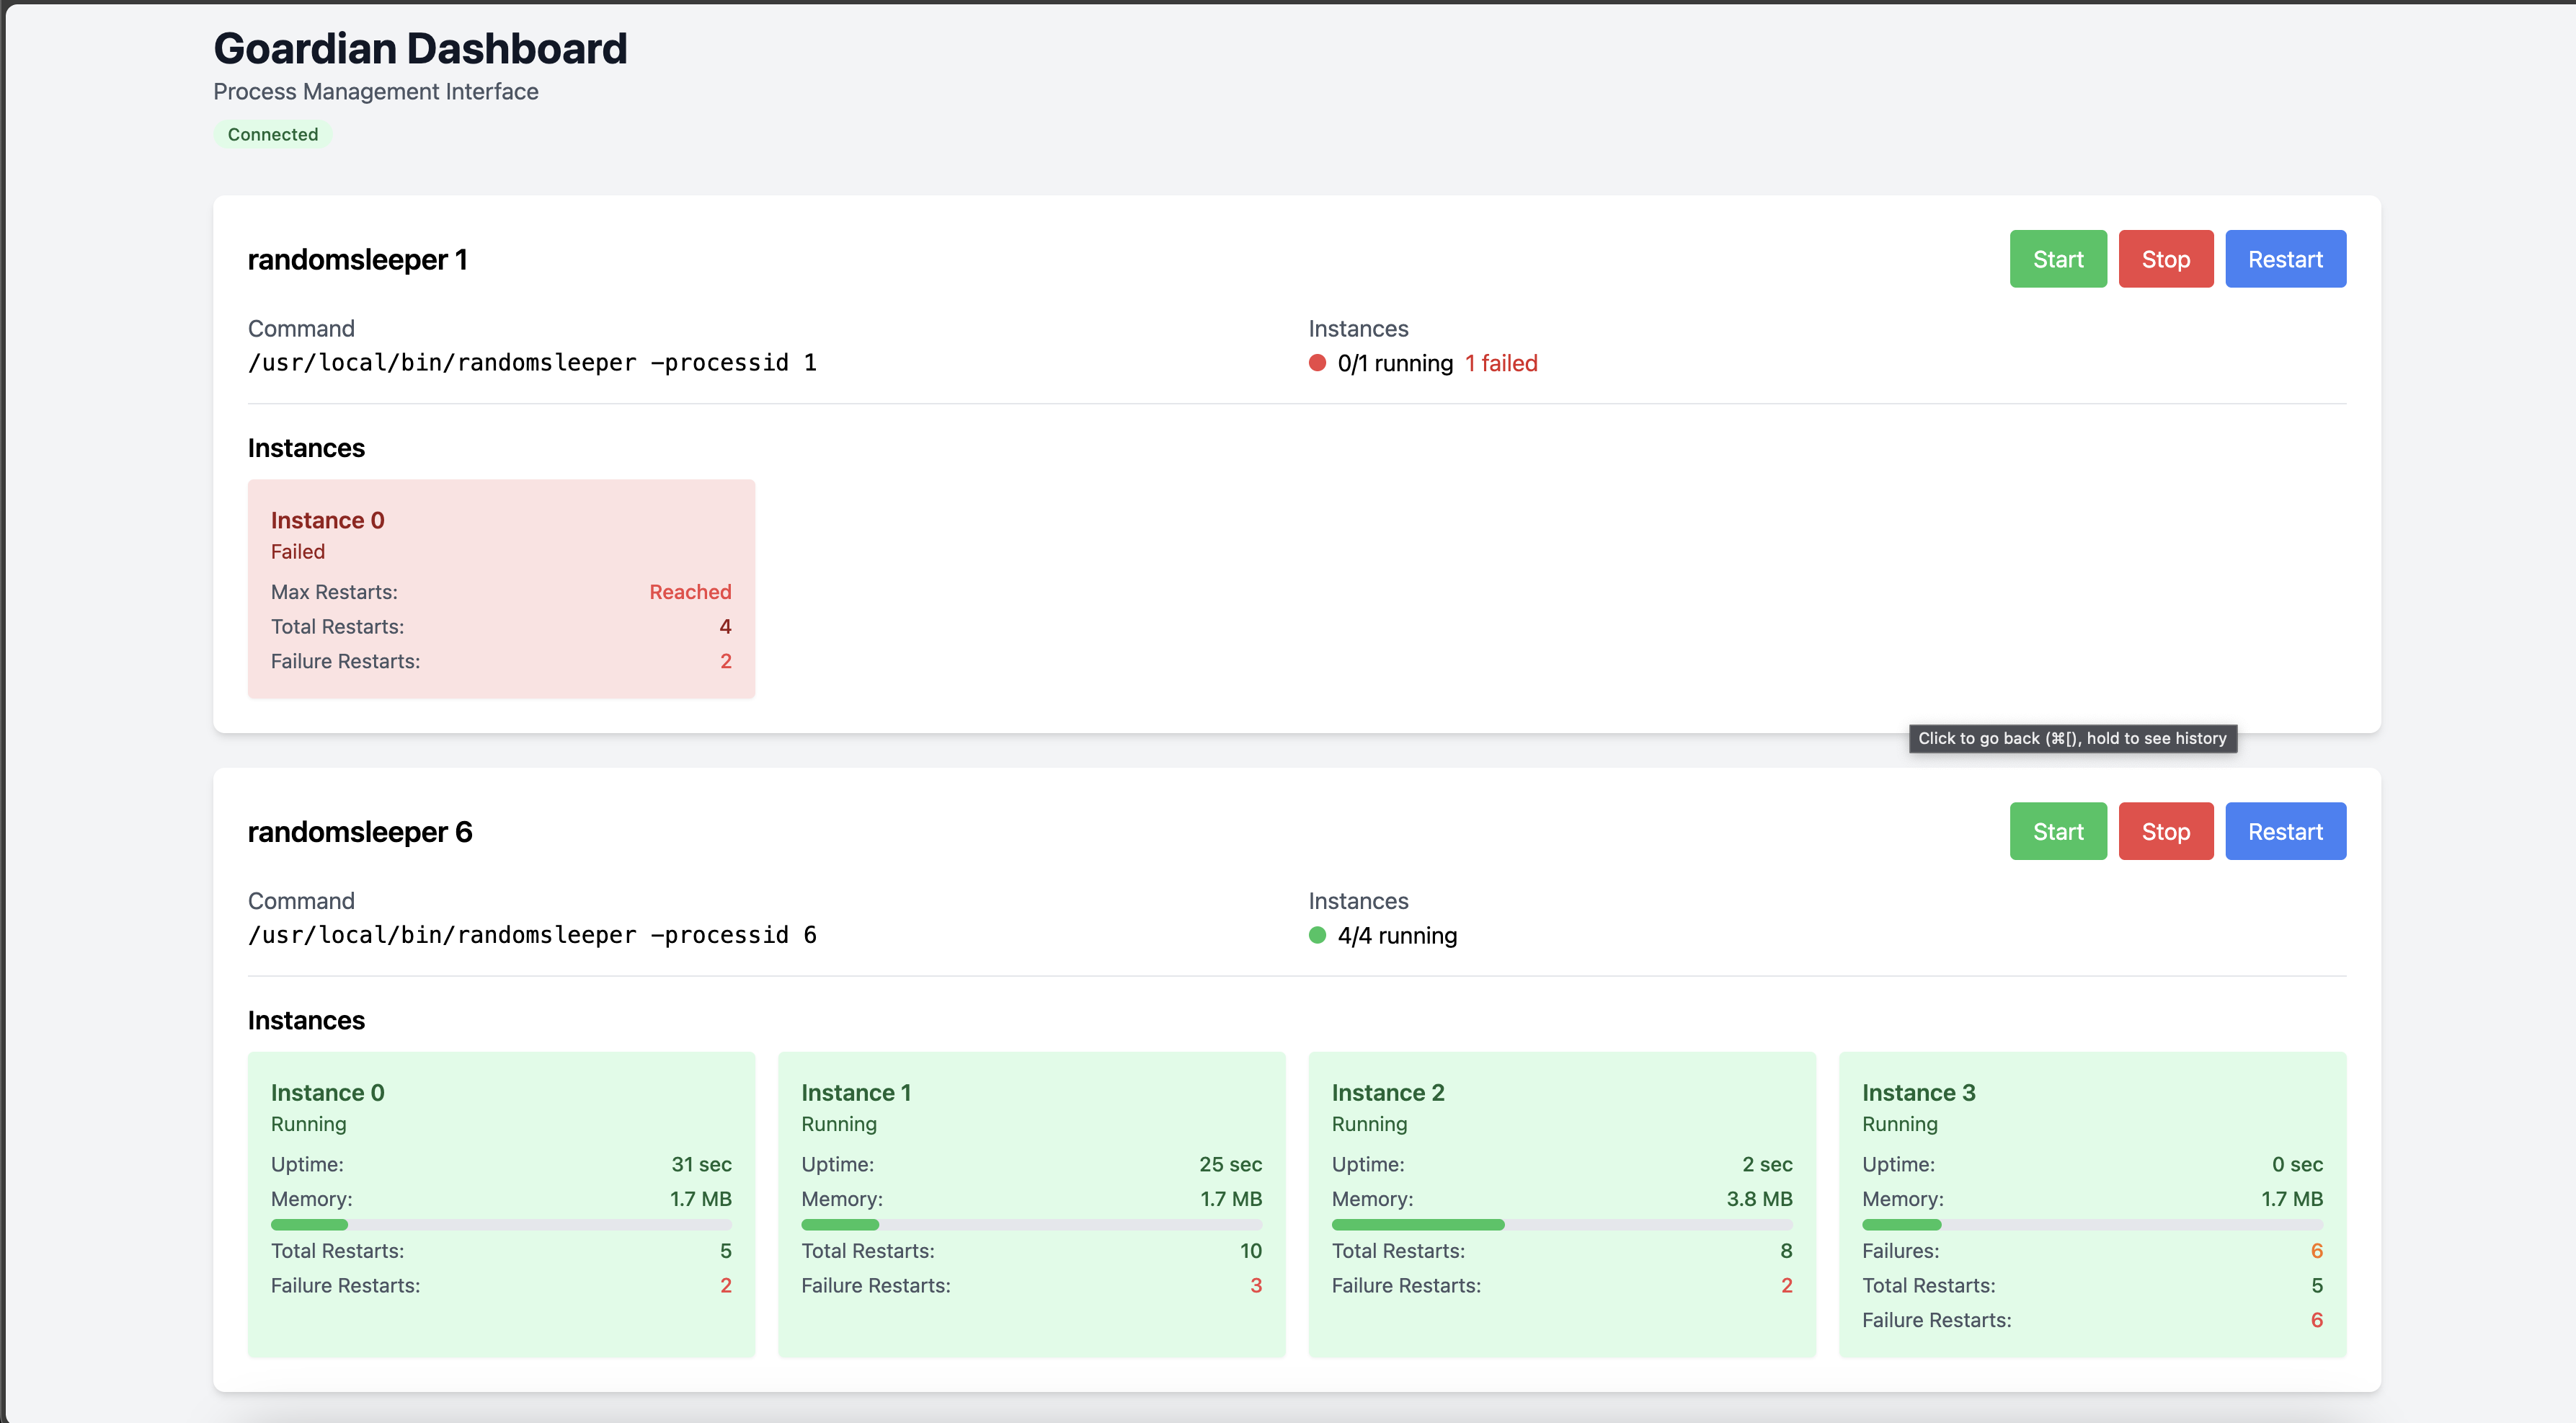 Goardian Dashboard
Process Management Interface
Connected
randomsleeper 1
Start Stop Restart
Command
/usr/local/bin/randomsleeper -processid 1
Instances
0/1 running 1 failed
Instances
Instance 0
Failed
Max Restarts: Reached
Total Restarts: 4
Failure Restarts: 2
Click to go back (⌘[), hold to see history
randomsleeper 6
Start Stop Restart
Command
/usr/local/bin/randomsleeper -processid 6
Instances
4/4 running
Instances
Instance 0
Running
Uptime: 31 sec
Memory: 1.7 MB
Total Restarts: 5
Failure Restarts: 2
Instance 1
Running
Uptime: 25 sec
Memory: 1.7 MB
Total Restarts: 10
Failure Restarts: 3
Instance 2
Running
Uptime: 2 sec
Memory: 3.8 MB
Total Restarts: 8
Failure Restarts: 2
Instance 3
Running
Uptime: 0 sec
Memory: 1.7 MB
Failures: 6
Total Restarts: 5
Failure Restarts: 6